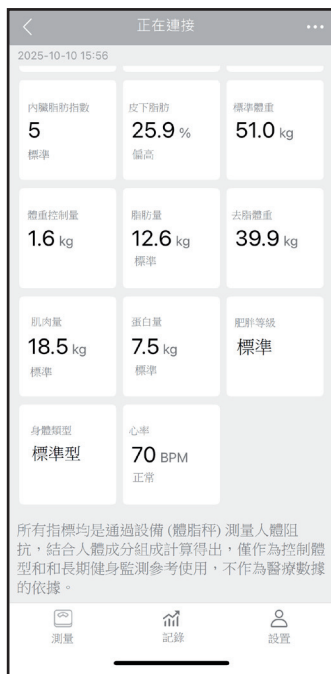 正在連接
2025-10-10 15:56
內臟脂肪指數
5
標準
皮下脂肪
25.9 %
偏高
標準體重
51.0 kg
體重控制量
1.6 kg
脂肪量
12.6 kg
標準
去脂體重
39.9 kg
肌肉量
18.5 kg
標準
蛋白量
7.5 kg
標準
肥胖等級
標準
身體類型
標準型
心率
70 BPM
正常
所有指標均是通過設備 (體脂秤) 測量人體阻
抗，結合人體成分組成計算得出，僅作為控制體
型和和長期健身監測參考使用，不作為醫療數據
的依據。
測量
記錄
設置